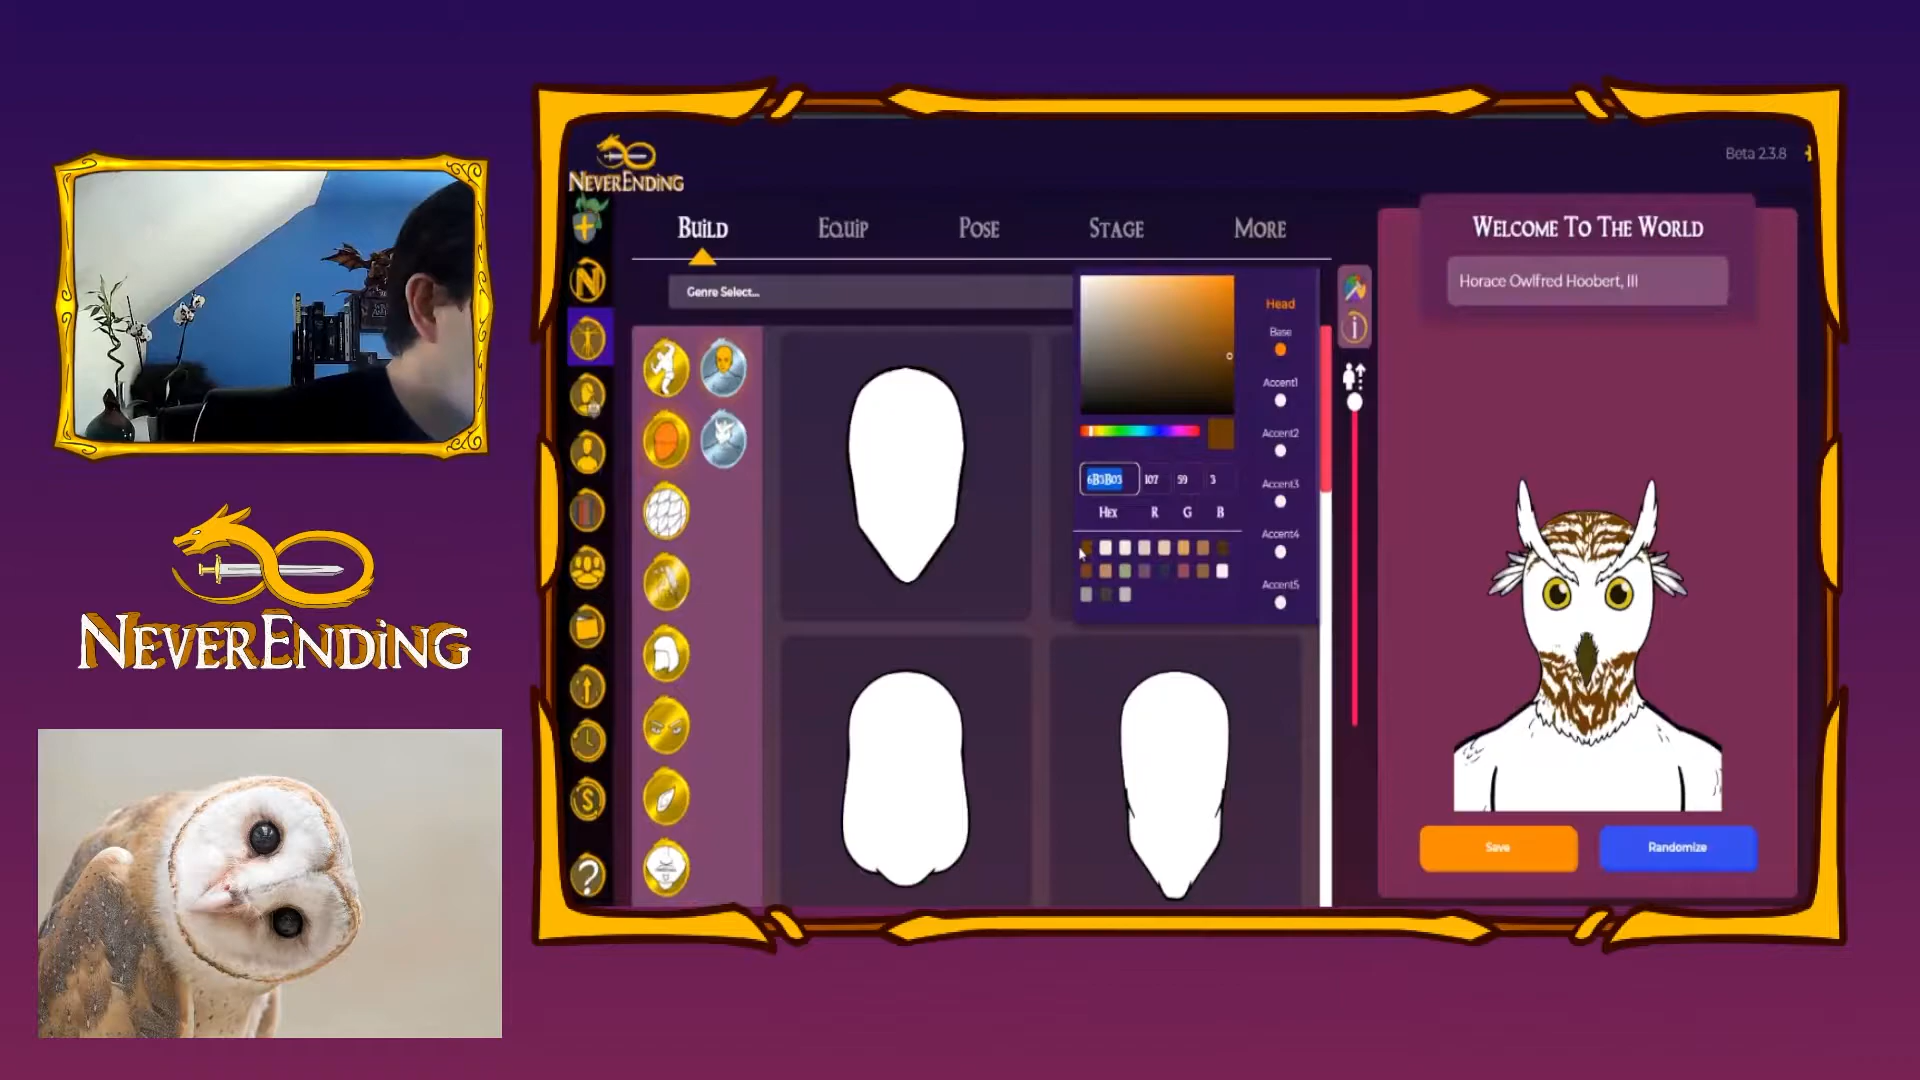 NEVERENDING
Beta 2.3.8
BUILD
EQUIP
POSE
STAGE
MORE
WELCOME TO THE WORLD
Genre Select...
Horace Owlfred Hoobert, III
Head
Base
Accent1
Accent2
Accent3
Accent4
Accent5
6B3B03
107
59
3
HEX
R
G
B
N
i
$
?
NEVERENDING
Save
Randomize